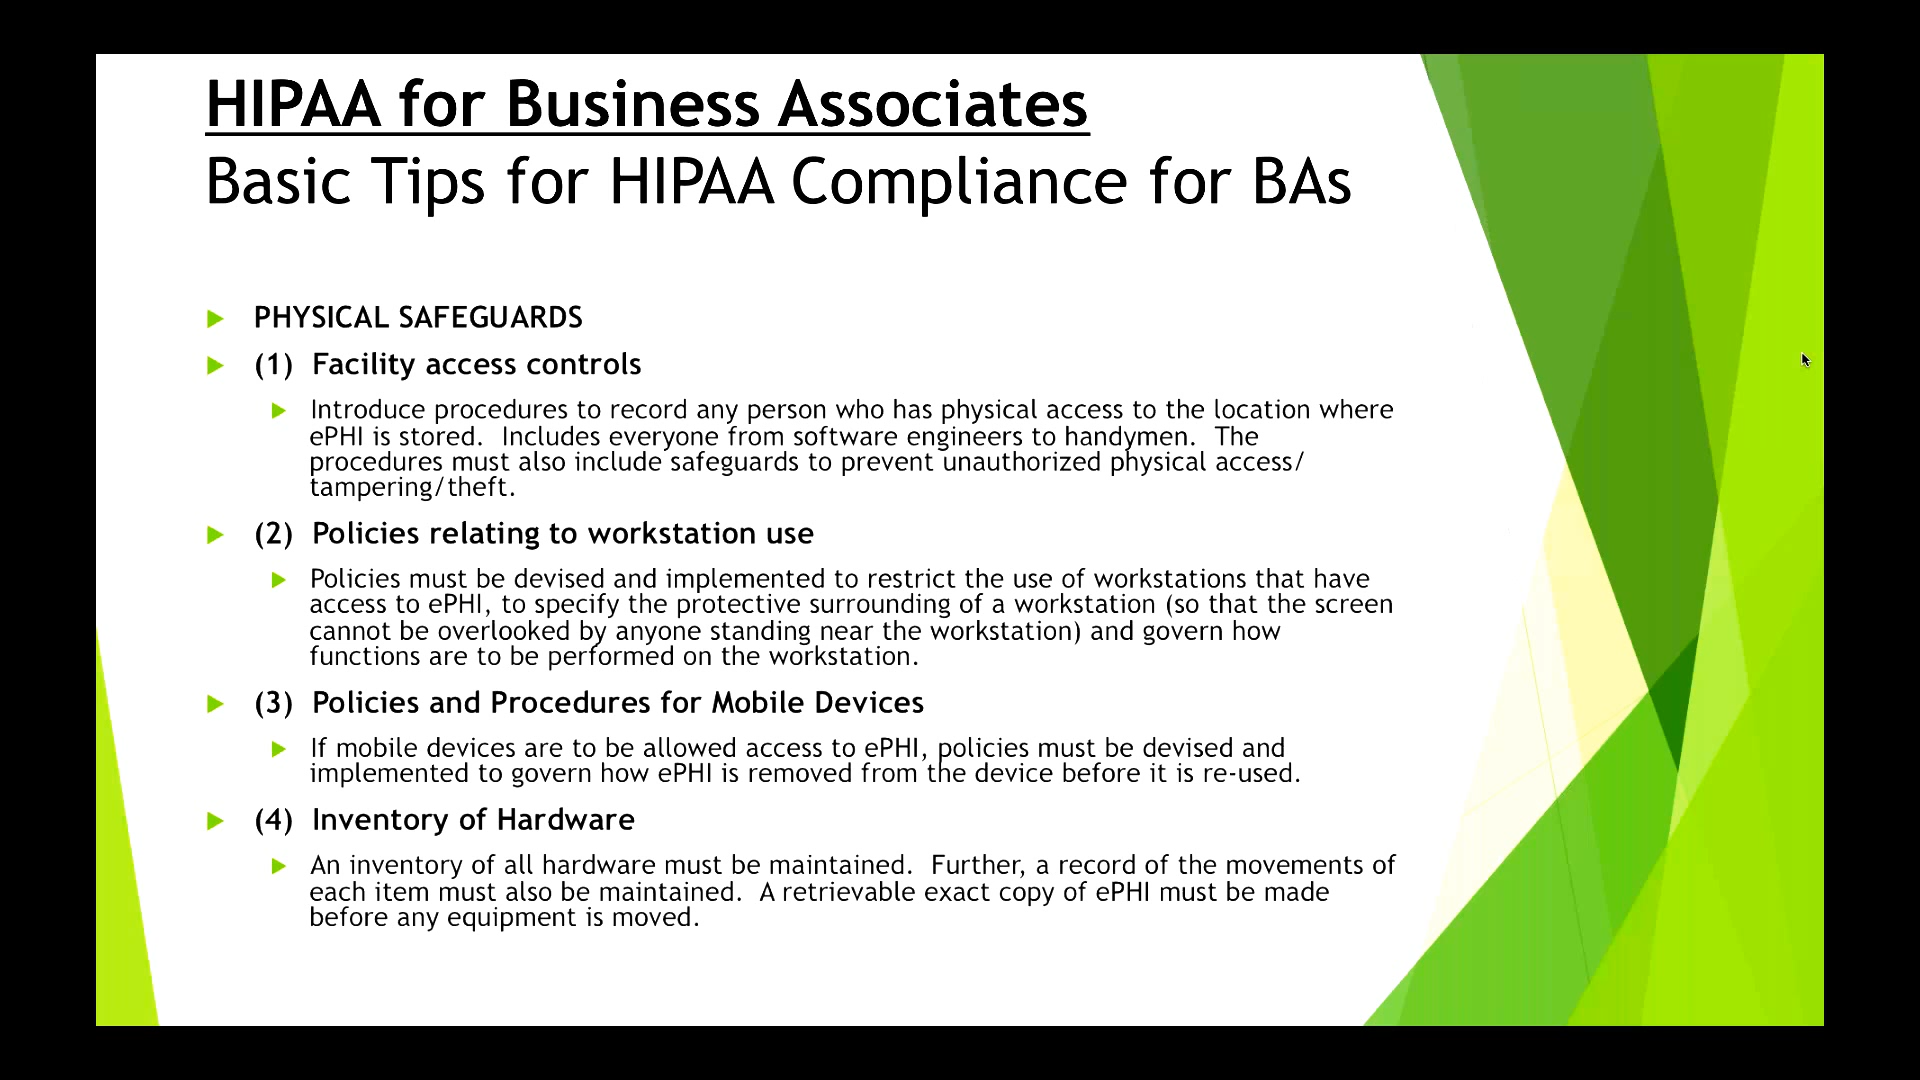 HIPAA for Business Associates
Basic Tips for HIPAA Compliance for BAs
PHYSICAL SAFEGUARDS
(1)  Facility access controls
Introduce procedures to record any person who has physical access to the location where
ePHI is stored.  Includes everyone from software engineers to handymen.  The
procedures must also include safeguards to prevent unauthorized physical access/
tampering/theft.
(2)  Policies relating to workstation use
Policies must be devised and implemented to restrict the use of workstations that have
access to ePHI, to specify the protective surrounding of a workstation (so that the screen
cannot be overlooked by anyone standing near the workstation) and govern how
functions are to be performed on the workstation.
(3)  Policies and Procedures for Mobile Devices
If mobile devices are to be allowed access to ePHI, policies must be devised and
implemented to govern how ePHI is removed from the device before it is re-used.
(4)  Inventory of Hardware
An inventory of all hardware must be maintained.  Further, a record of the movements of
each item must also be maintained.  A retrievable exact copy of ePHI must be made
before any equipment is moved.